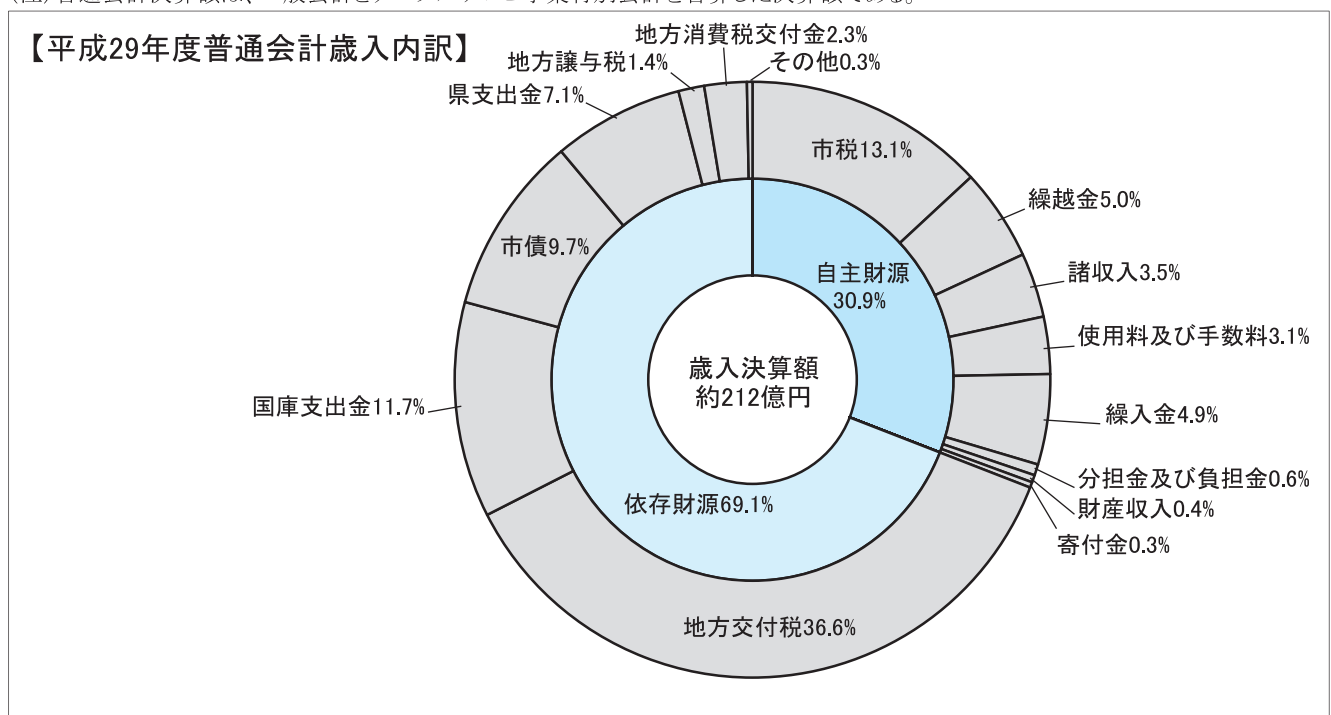 【平成29年度普通会計歳入内訳】
地方消費税交付金2.3%
地方譲与税1.4%
その他0.3%
県支出金7.1%
市税13.1%
繰越金5.0%
市債9.7%
諸収入3.5%
自主財源
30.9%
使用料及び手数料3.1%
歳入決算額
約212億円
国庫支出金11.7%
繰入金4.9%
分担金及び負担金0.6%
依存財源69.1%
財産収入0.4%
寄付金0.3%
地方交付税36.6%